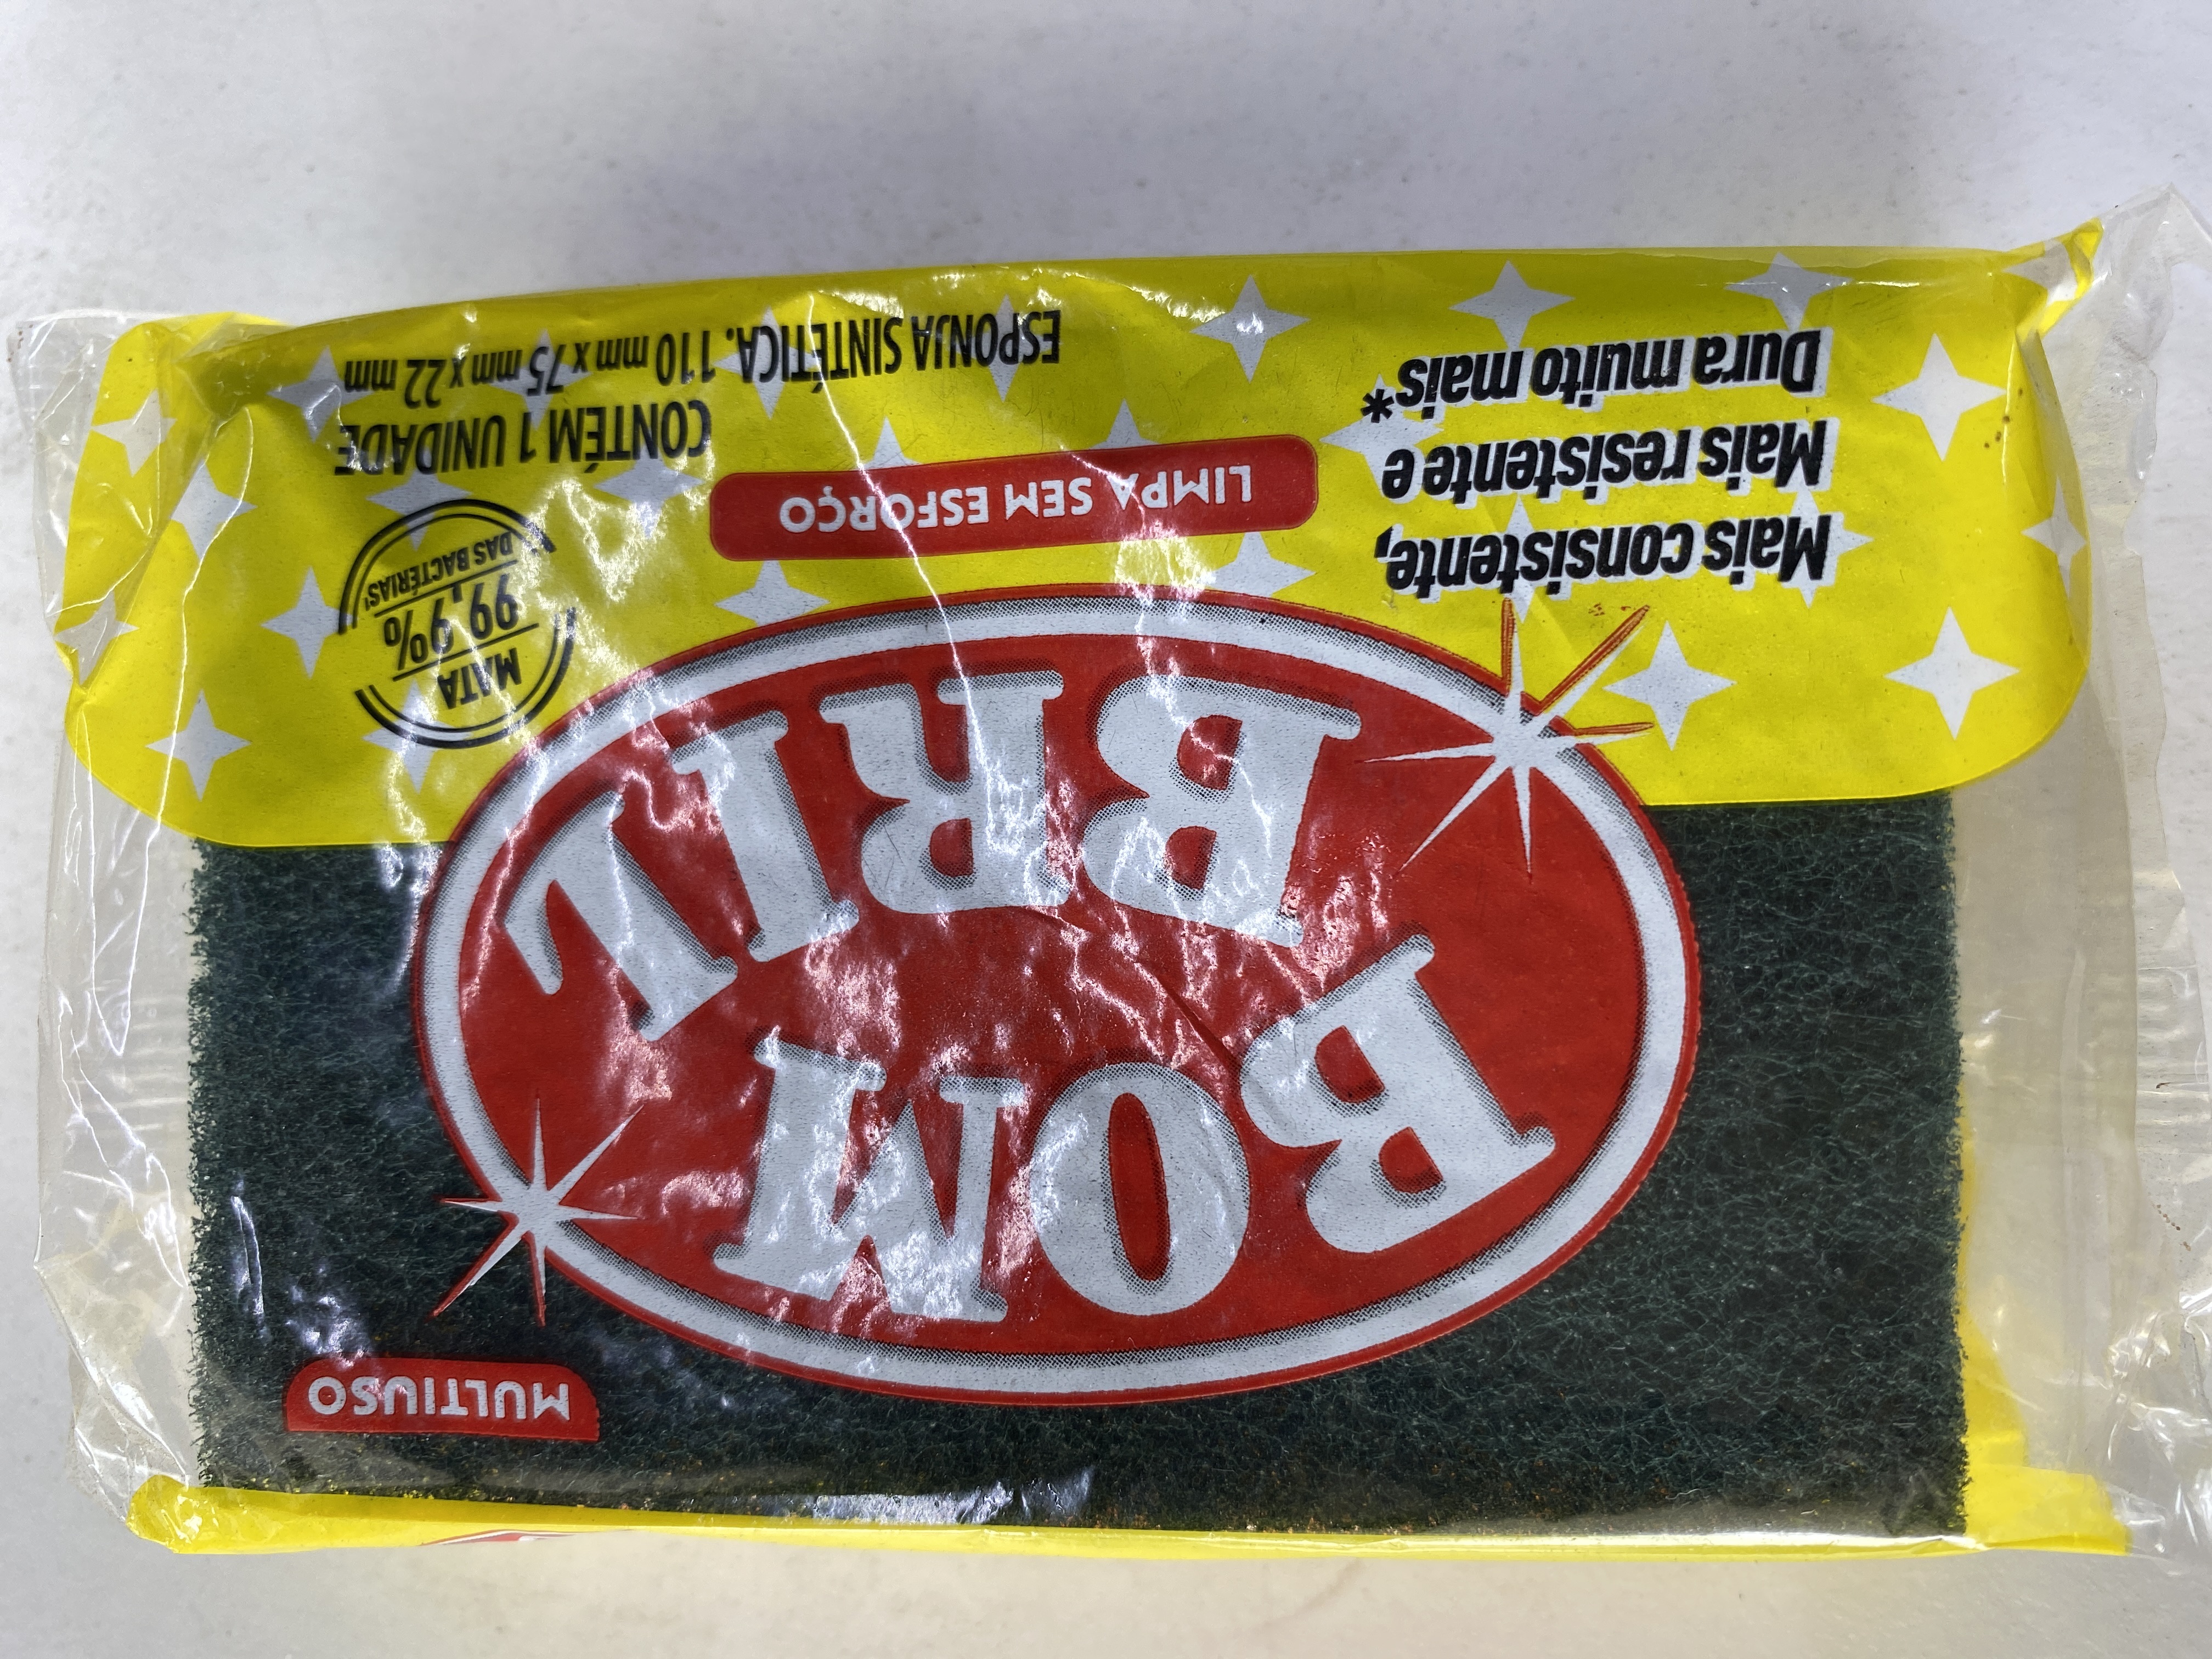 MULTIUSO
BOM
BRIL
MATA
99,9%
DAS BACTÉRIAS¹
Mais consistente,
Mais resistente e
Dura muito mais*
LIMPA SEM ESFORÇO
CONTÉM 1 UNIDADE
ESPONJA SINTÉTICA. 110 mm x 75 mm x 22 mm